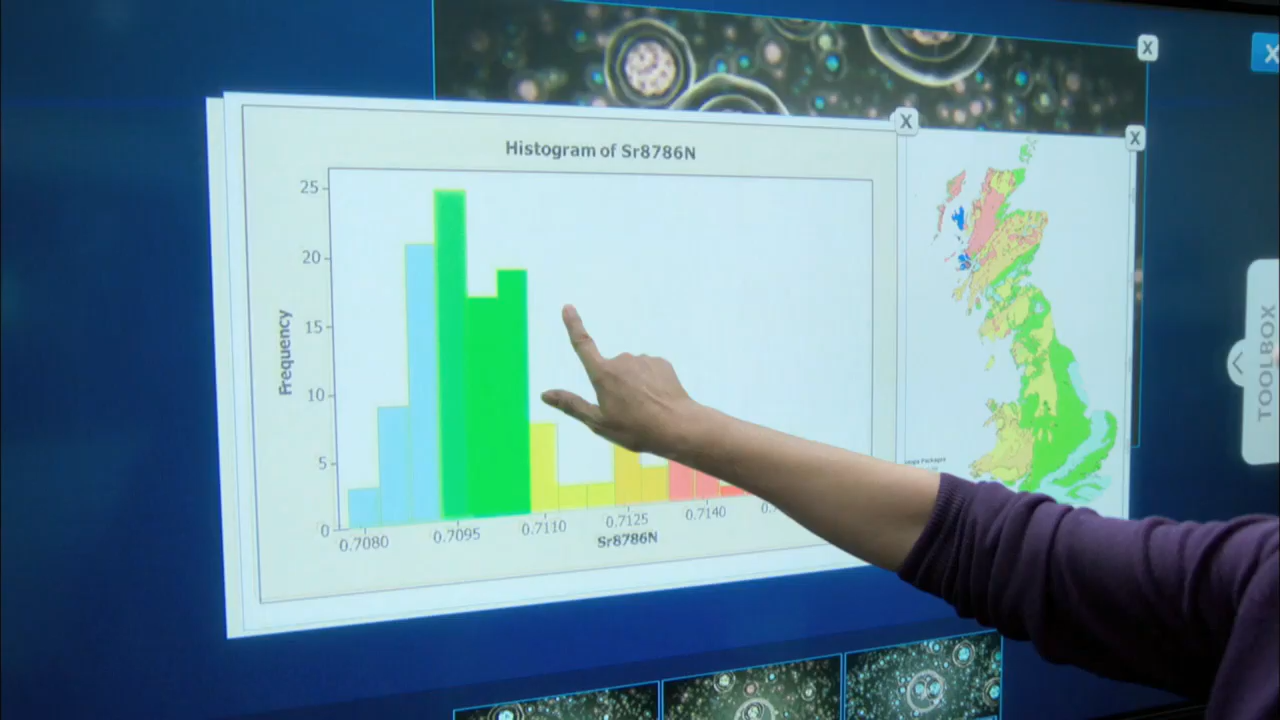 X
X
X
X
Histogram of Sr8786N
25
20
15
10
5
0
Frequency
0.7080
0.7095
0.7110
0.7125
0.7140
Sr8786N
TOOLBOX